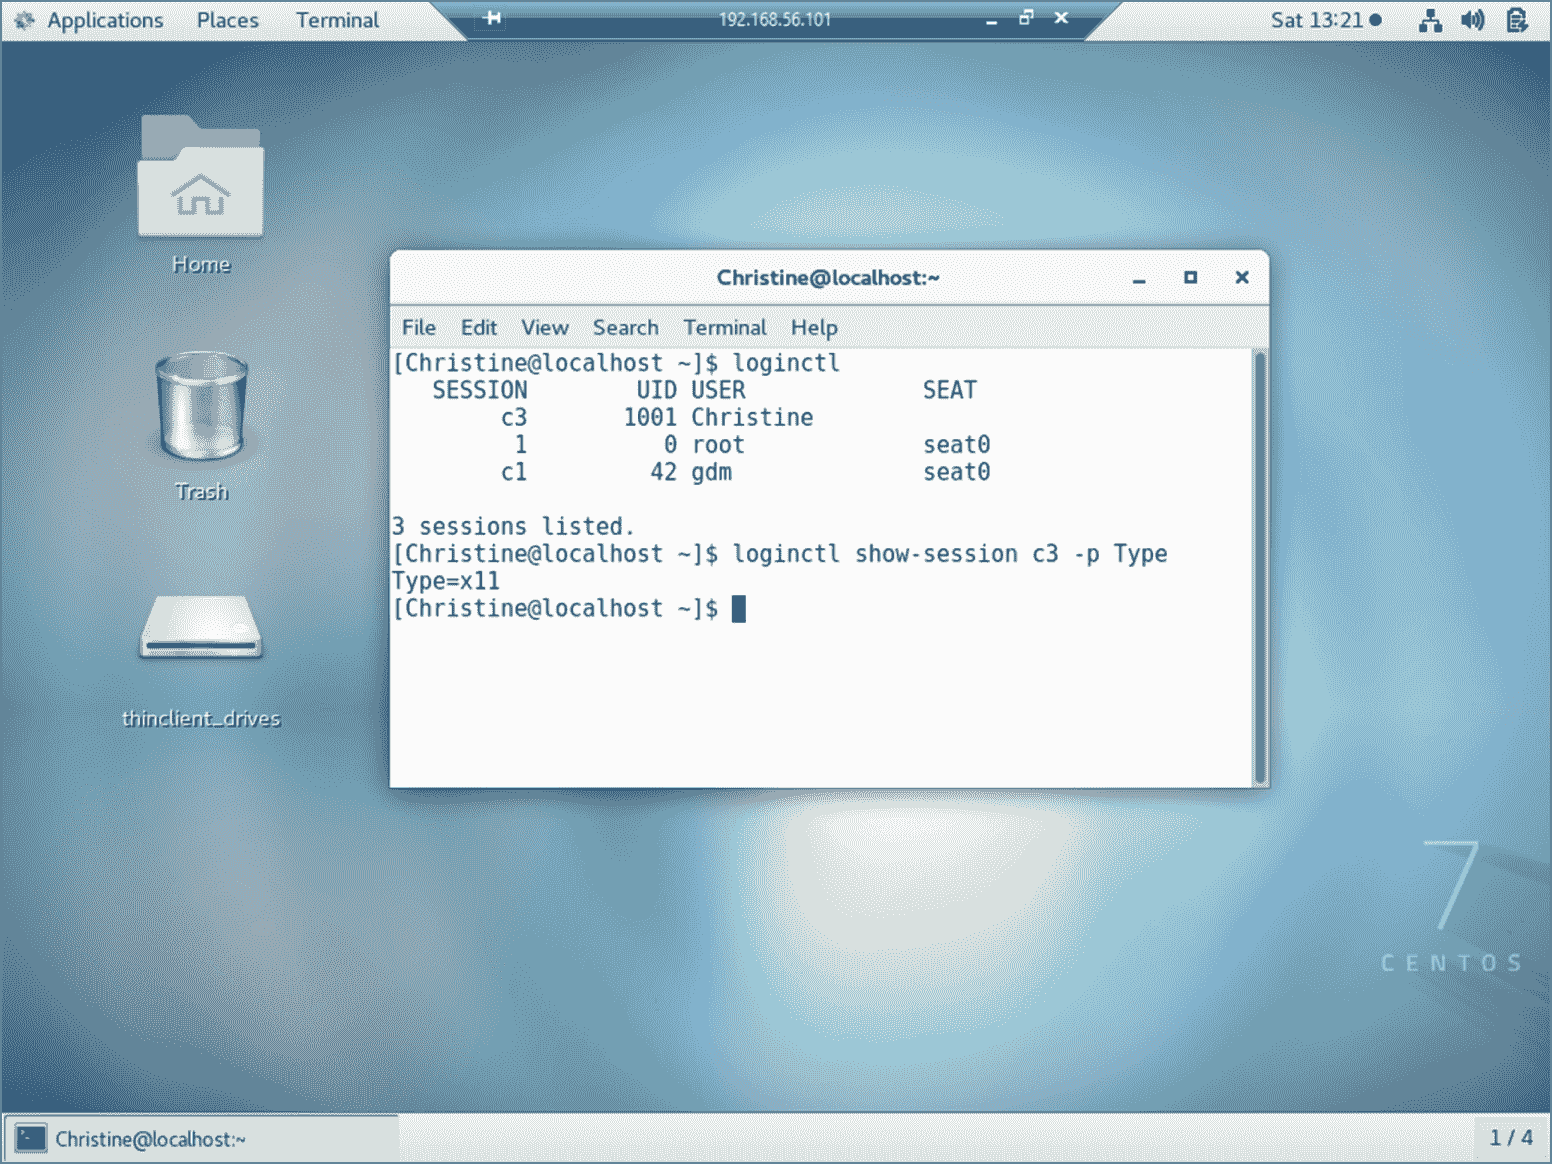 Applications Places Terminal 192.168.56.101 Sat 13:21
Home
Trash
thinclient_drives
Christine@localhost:~
File Edit View Search Terminal Help
[Christine@localhost ~]$ loginctl
SESSION UID USER SEAT
c3 1001 Christine
1 0 root seat0
c1 42 gdm seat0
3 sessions listed.
[Christine@localhost ~]$ loginctl show-session c3 -p Type
Type=x11
[Christine@localhost ~]$
7
CENTOS
Christine@localhost:~ 1 / 4